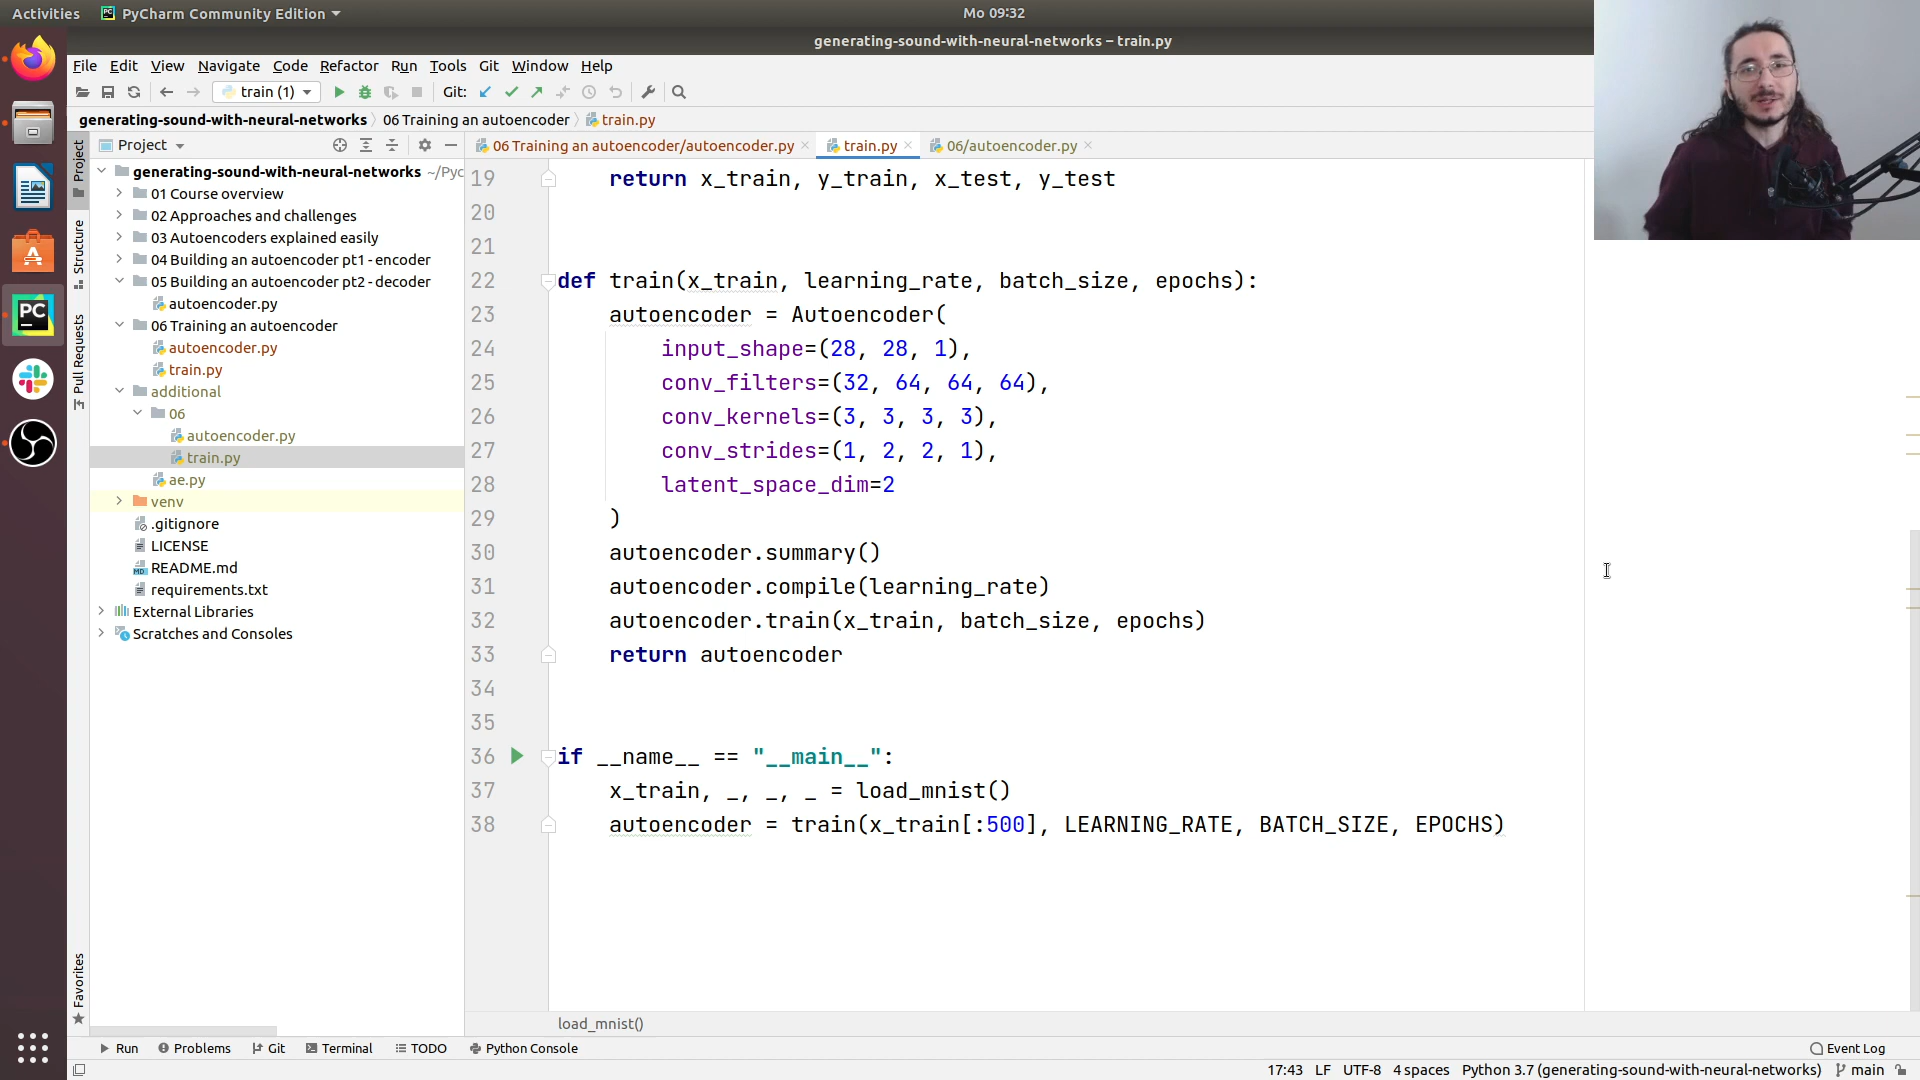 Activities
PyCharm Community Edition
Mo 09:32
generating-sound-with-neural-networks – train.py
File Edit View Navigate Code Refactor Run Tools Git Window Help
train (1)
Git:
generating-sound-with-neural-networks 06 Training an autoencoder train.py
Project
06 Training an autoencoder/autoencoder.py
train.py
06/autoencoder.py
Project
Structure
Pull Requests
Favorites
generating-sound-with-neural-networks ~/Pyc
01 Course overview
02 Approaches and challenges
03 Autoencoders explained easily
04 Building an autoencoder pt1 - encoder
05 Building an autoencoder pt2 - decoder
autoencoder.py
06 Training an autoencoder
autoencoder.py
train.py
additional
06
autoencoder.py
train.py
ae.py
venv
.gitignore
LICENSE
README.md
requirements.txt
External Libraries
Scratches and Consoles
19 return x_train, y_train, x_test, y_test
20
21
22 def train(x_train, learning_rate, batch_size, epochs):
23 autoencoder = Autoencoder(
24 input_shape=(28, 28, 1),
25 conv_filters=(32, 64, 64, 64),
26 conv_kernels=(3, 3, 3, 3),
27 conv_strides=(1, 2, 2, 1),
28 latent_space_dim=2
29 )
30 autoencoder.summary()
31 autoencoder.compile(learning_rate)
32 autoencoder.train(x_train, batch_size, epochs)
33 return autoencoder
34
35
36 if __name__ == "__main__":
37 x_train, _, _, _ = load_mnist()
38 autoencoder = train(x_train[:500], LEARNING_RATE, BATCH_SIZE, EPOCHS)
load_mnist()
Run Problems Git Terminal TODO Python Console
Event Log
17:43 LF UTF-8 4 spaces Python 3.7 (generating-sound-with-neural-networks) main